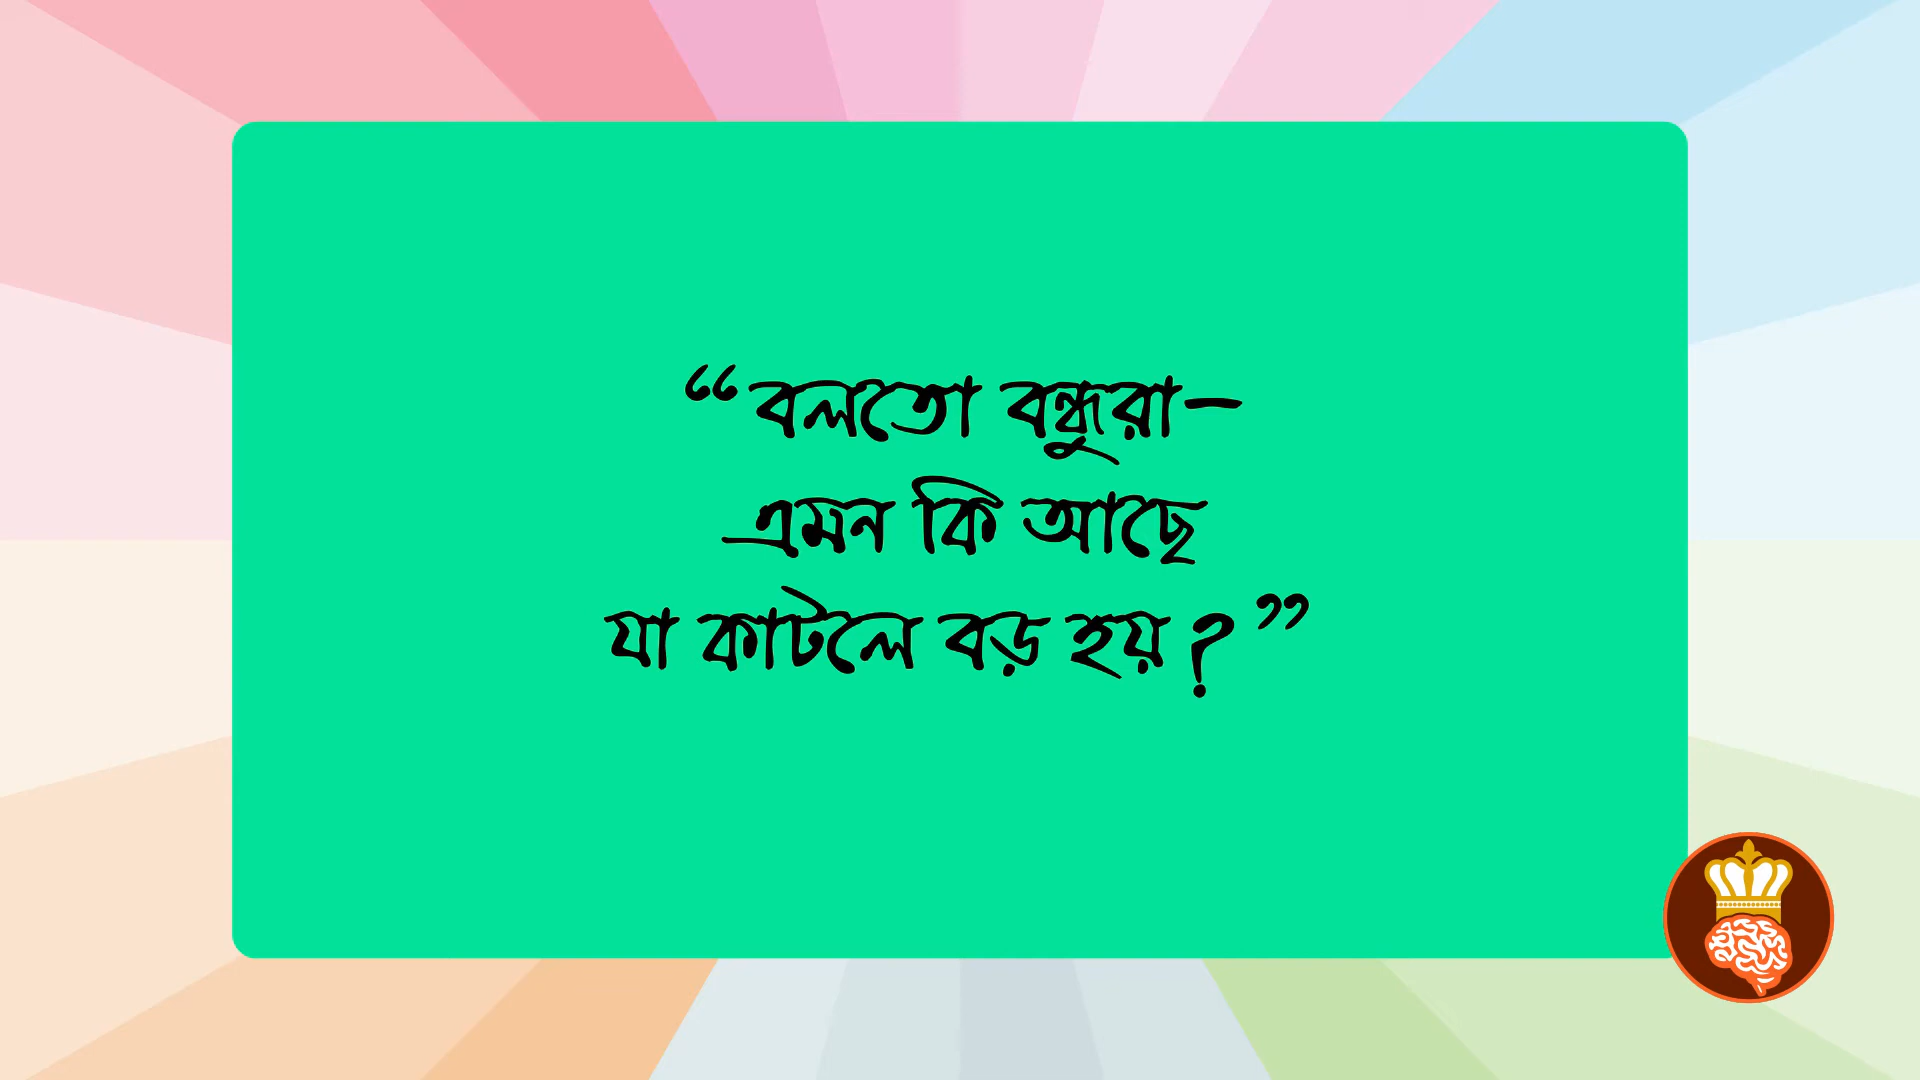 “বলতো বন্ধুরা–
এমন কি আছে
যা কাটলে বড় হয়?”